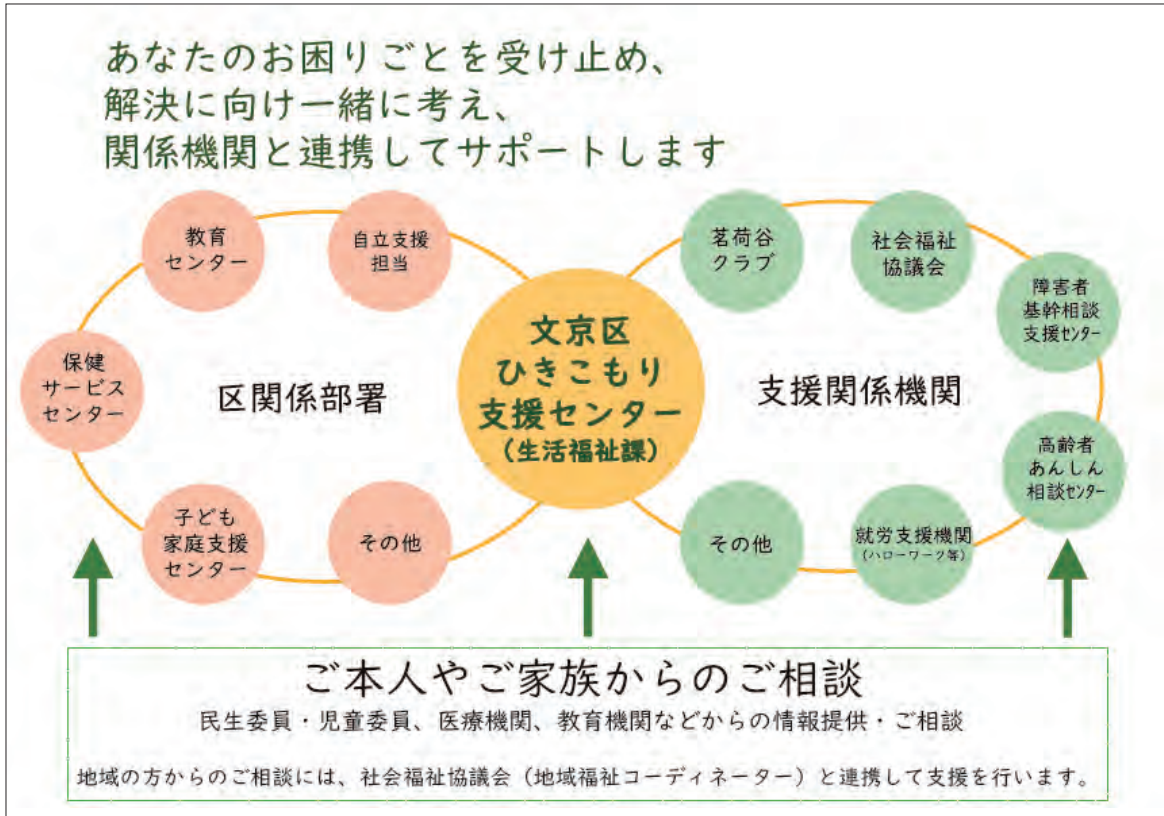 あなたのお困りごとを受け止め、
解決に向け一緒に考え、
関係機関と連携してサポートします
教育
センター
自立支援
担当
保健
サービス
センター
区関係部署
子ども
家庭支援
センター
その他
文京区
ひきこもり
支援センター
（生活福祉課）
茗荷谷
クラブ
社会福祉
協議会
障害者
基幹相談
支援ｾﾝﾀｰ
支援関係機関
高齢者
あんしん
相談ｾﾝﾀｰ
その他
就労支援機関
（ハローワーク等）
ご本人やご家族からのご相談
民生委員・児童委員、医療機関、教育機関などからの情報提供・ご相談
地域の方からのご相談には、社会福祉協議会（地域福祉コーディネーター）と連携して支援を行います。